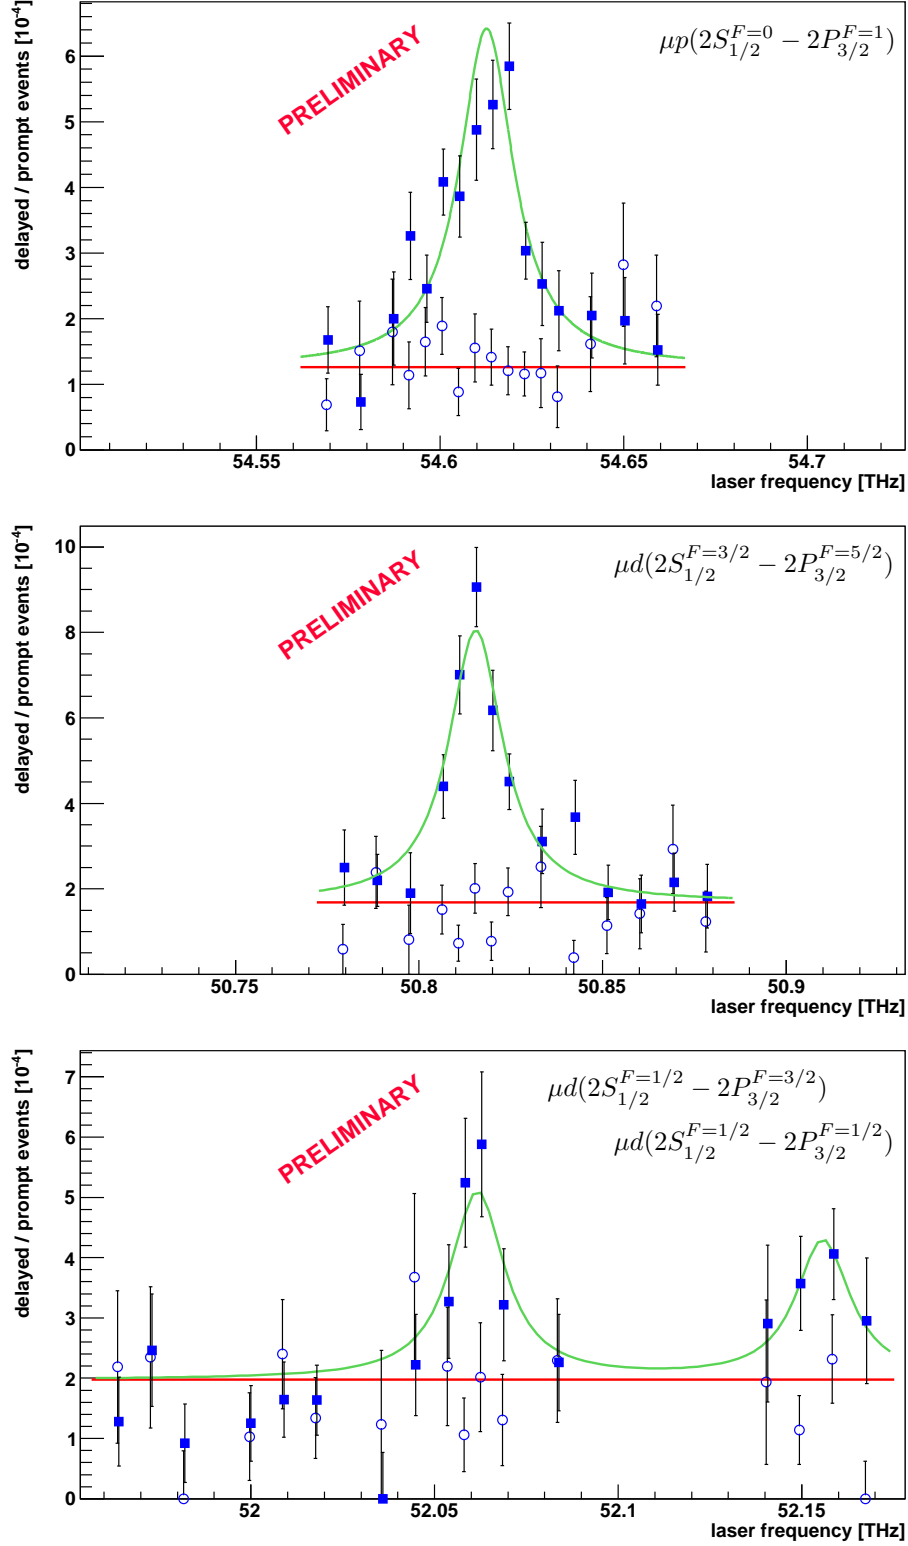 delayed / prompt events [10⁻⁴]
PRELIMINARY
μp(2S_{1/2}^{F=0} − 2P_{3/2}^{F=1})
6
5
4
3
2
1
0
54.55 54.6 54.65 54.7
laser frequency [THz]
delayed / prompt events [10⁻⁴]
PRELIMINARY
μd(2S_{1/2}^{F=3/2} − 2P_{3/2}^{F=5/2})
10
8
6
4
2
0
50.75 50.8 50.85 50.9
laser frequency [THz]
delayed / prompt events [10⁻⁴]
PRELIMINARY
μd(2S_{1/2}^{F=1/2} − 2P_{3/2}^{F=3/2})
μd(2S_{1/2}^{F=1/2} − 2P_{3/2}^{F=1/2})
7
6
5
4
3
2
1
0
52 52.05 52.1 52.15
laser frequency [THz]